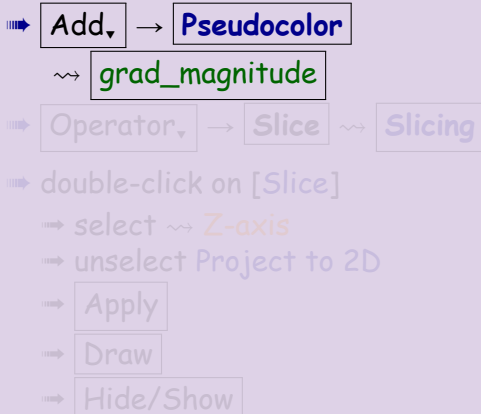 ➠ Add▾ → Pseudocolor
⇝ grad_magnitude
➠ Operator▾ → Slice ⇝ Slicing
➠ double-click on [Slice]
➠ select ⇝ Z-axis
➠ unselect Project to 2D
➠ Apply
➠ Draw
➠ Hide/Show